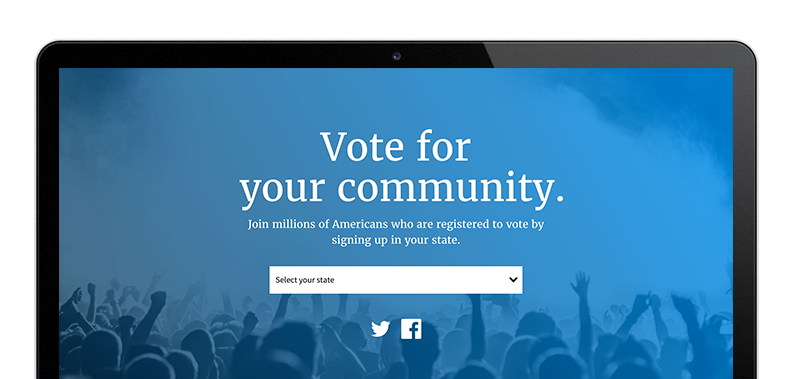 Vote for
your community.
Join millions of Americans who are registered to vote by
signing up in your state.
Select your state